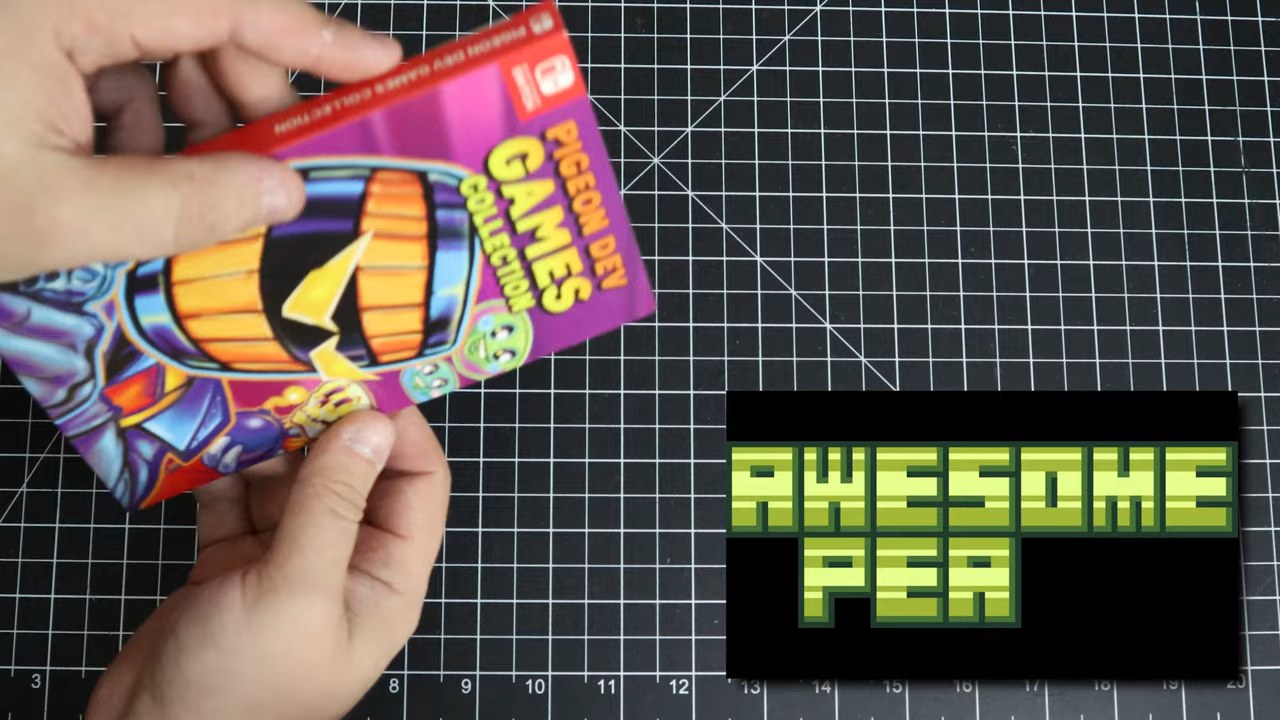 PIGEON DEV GAMES COLLECTION
PIGEON DEV
GAMES
COLLECTION
AWESOME
PEA
3 8 9 10 11 12 13 14 15 16 17 18 19 20